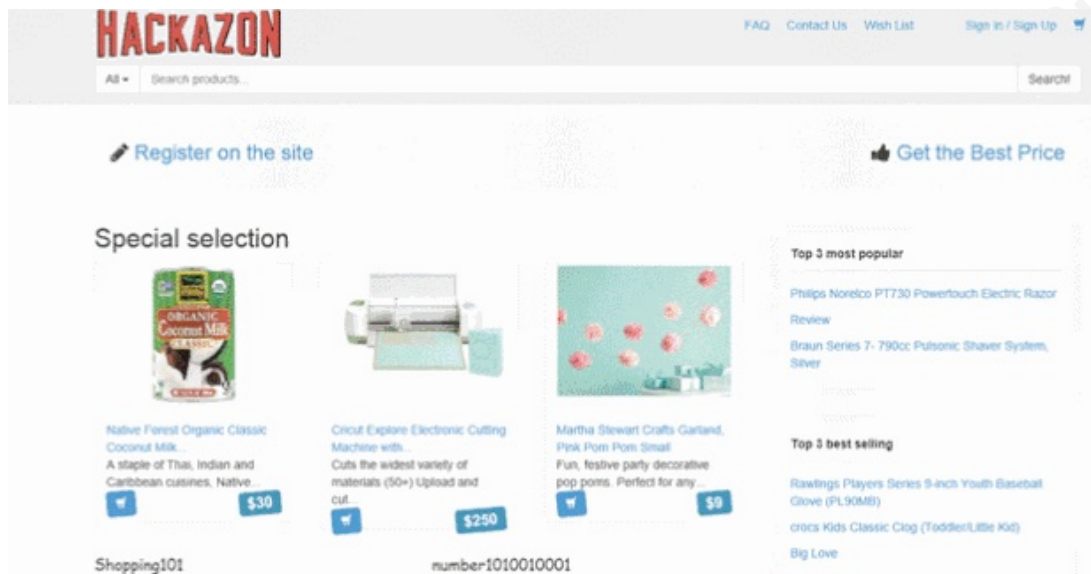 HACKAZON
FAQ Contact Us Wish List Sign In / Sign Up
All Search products... Search!
Register on the site
Get the Best Price
Special selection
ORGANIC
Coconut Milk
CLASSIC
Native Forest Organic Classic
Coconut Milk...
A staple of Thai, Indian and
Caribbean cuisines, Native...
$30
Cricut Explore Electronic Cutting
Machine with...
Cuts the widest variety of
materials (50+) Upload and
cut...
$250
Martha Stewart Crafts Garland,
Pink Pom Pom Small
Fun, festive party decorative
pop poms. Perfect for any...
$9
Top 3 most popular
Philips Norelco PT730 Powertouch Electric Razor
Review
Braun Series 7- 790cc Pulsonic Shaver System,
Silver
Top 3 best selling
Rawlings Players Series 9-inch Youth Baseball
Glove (PL90MB)
crocs Kids Classic Clog (Toddler/Little Kid)
Big Love
Shopping101
number1010010001